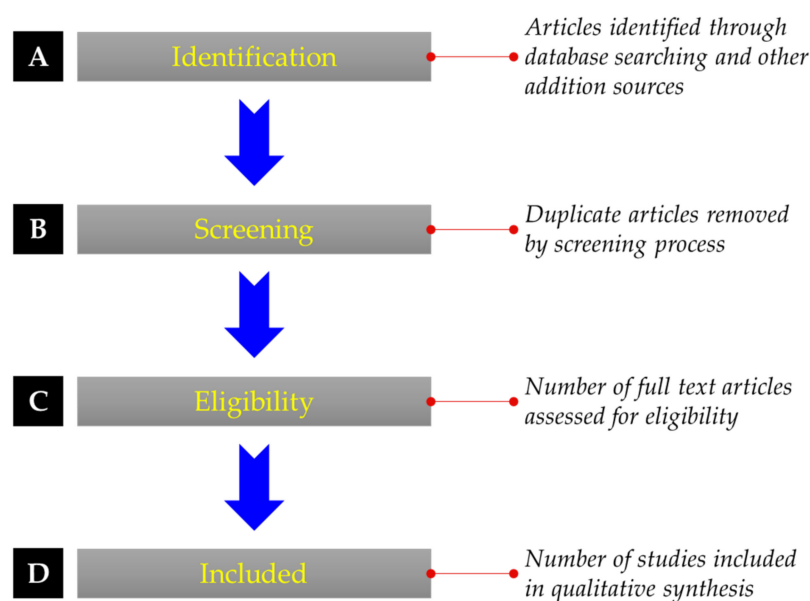 A
Identification
Articles identified through
database searching and other
addition sources
B
Screening
Duplicate articles removed
by screening process
C
Eligibility
Number of full text articles
assessed for eligibility
D
Included
Number of studies included
in qualitative synthesis